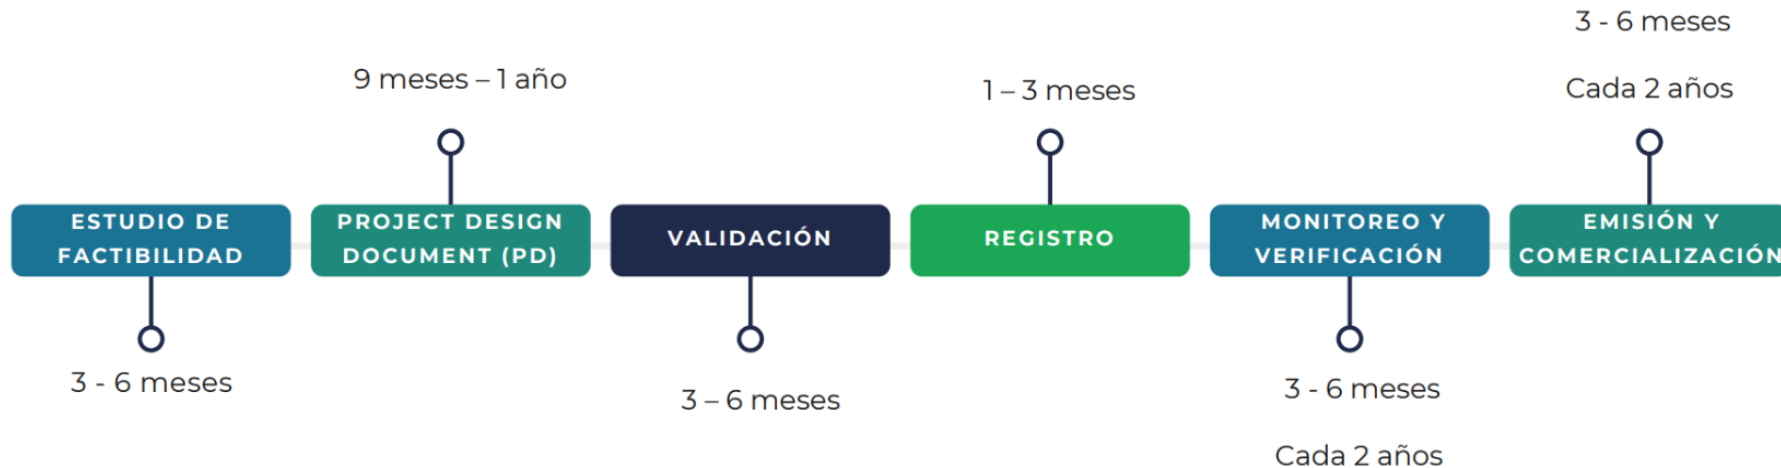 ESTUDIO DE
FACTIBILIDAD
3 - 6 meses
9 meses – 1 año
PROJECT DESIGN
DOCUMENT (PD)
VALIDACIÓN
3 – 6 meses
1 – 3 meses
REGISTRO
MONITOREO Y
VERIFICACIÓN
3 - 6 meses
Cada 2 años
3 - 6 meses
Cada 2 años
EMISIÓN Y
COMERCIALIZACIÓN